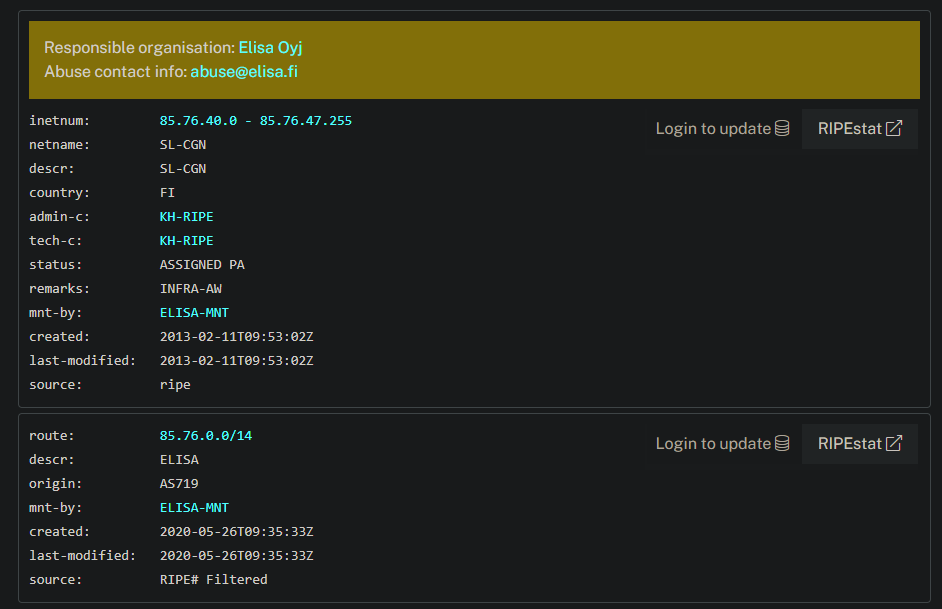 Responsible organisation: Elisa Oyj
Abuse contact info: abuse@elisa.fi
inetnum: 85.76.40.0 - 85.76.47.255
Login to update RIPEstat
netname: SL-CGN
descr: SL-CGN
country: FI
admin-c: KH-RIPE
tech-c: KH-RIPE
status: ASSIGNED PA
remarks: INFRA-AW
mnt-by: ELISA-MNT
created: 2013-02-11T09:53:02Z
last-modified: 2013-02-11T09:53:02Z
source: ripe
route: 85.76.0.0/14
Login to update RIPEstat
descr: ELISA
origin: AS719
mnt-by: ELISA-MNT
created: 2020-05-26T09:35:33Z
last-modified: 2020-05-26T09:35:33Z
source: RIPE# Filtered